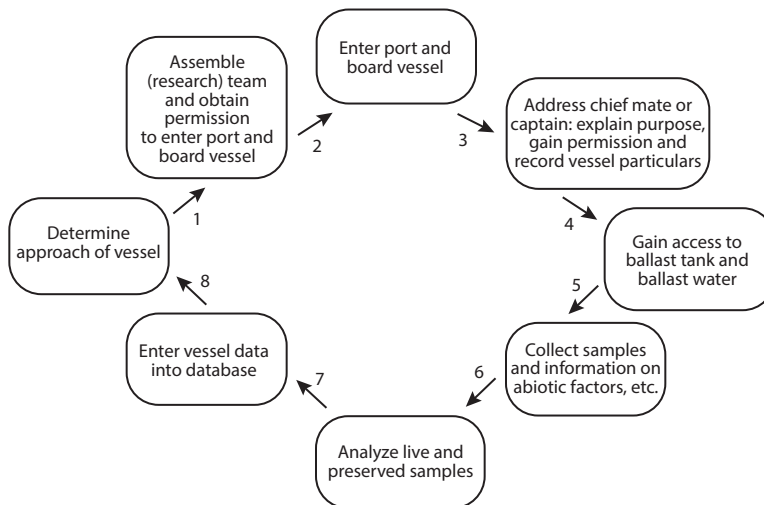 Assemble
(research) team
and obtain
permission
to enter port and
board vessel
Enter port and
board vessel
Address chief mate or
captain: explain purpose,
gain permission and
record vessel particulars
Gain access to
ballast tank and
ballast water
Collect samples
and information on
abiotic factors, etc.
Analyze live and
preserved samples
Enter vessel data
into database
Determine
approach of vessel
1
2
3
4
5
6
7
8